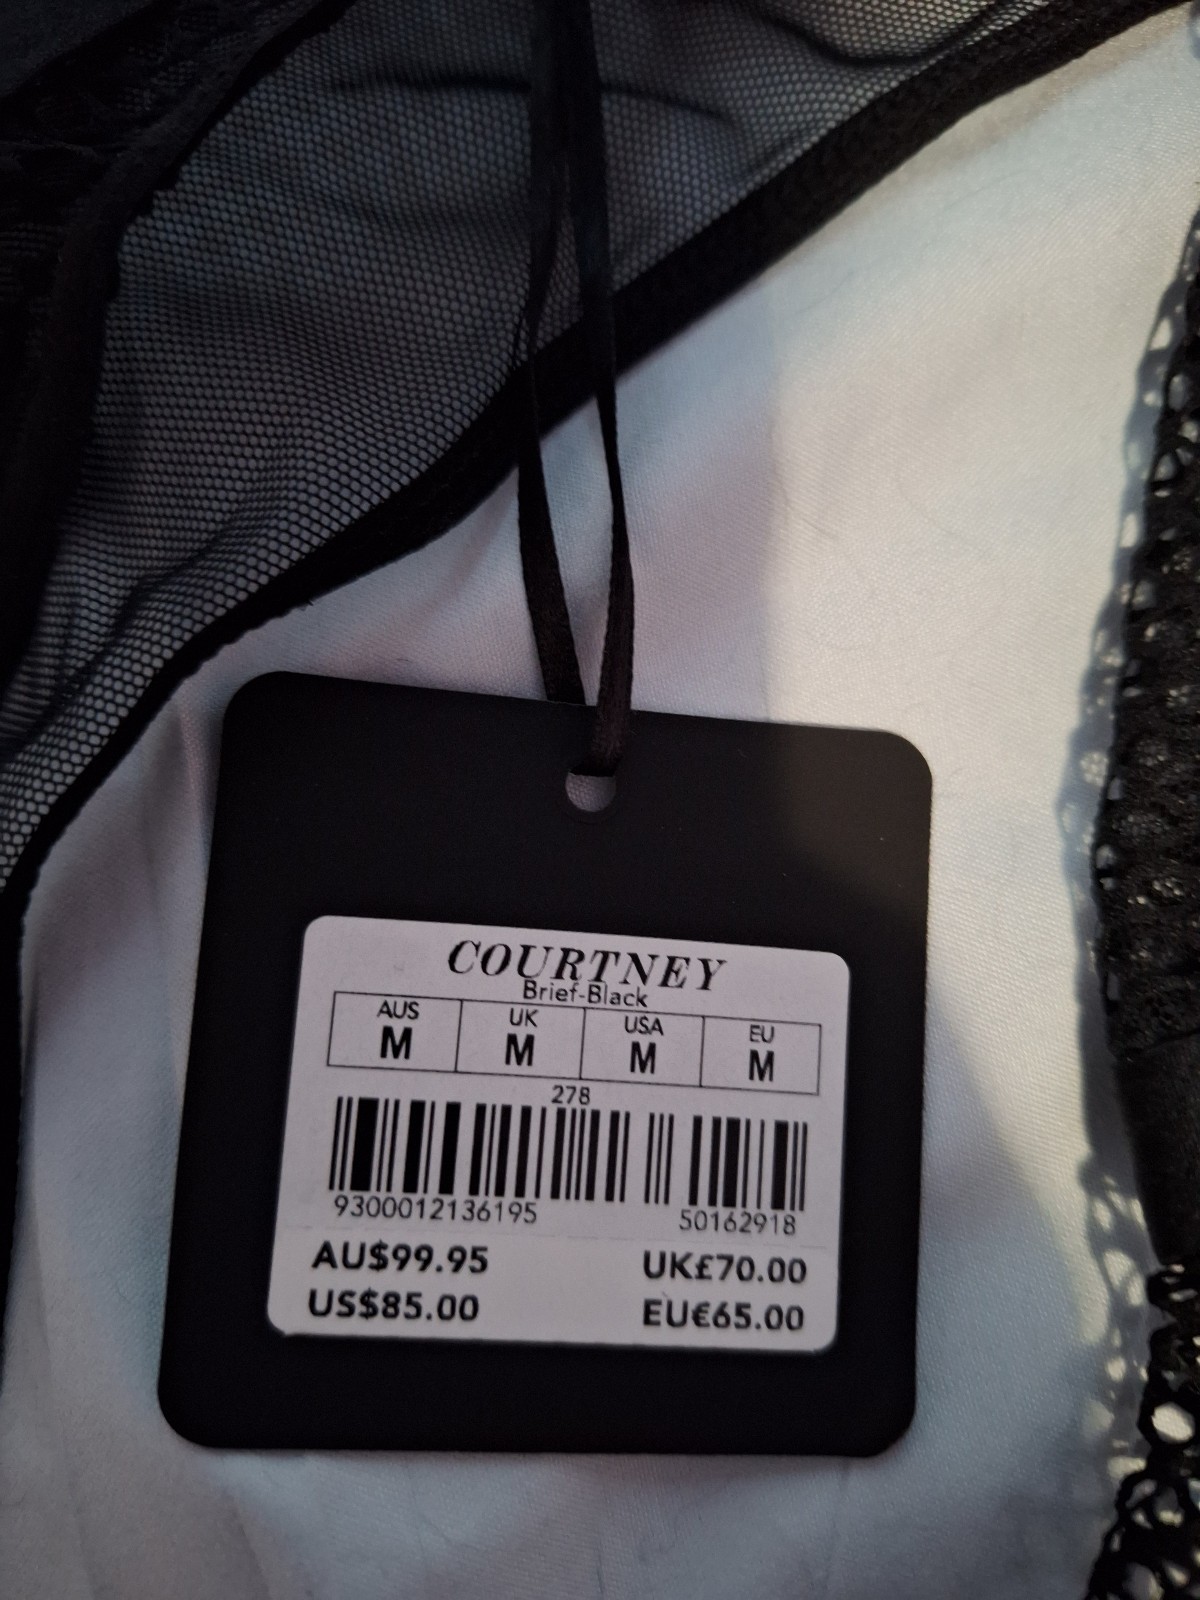 COURTNEY
Brief-Black
AUS UK USA EU
M M M M
278
9300012136195 50162918
AU$99.95 UK£70.00
US$85.00 EU€65.00